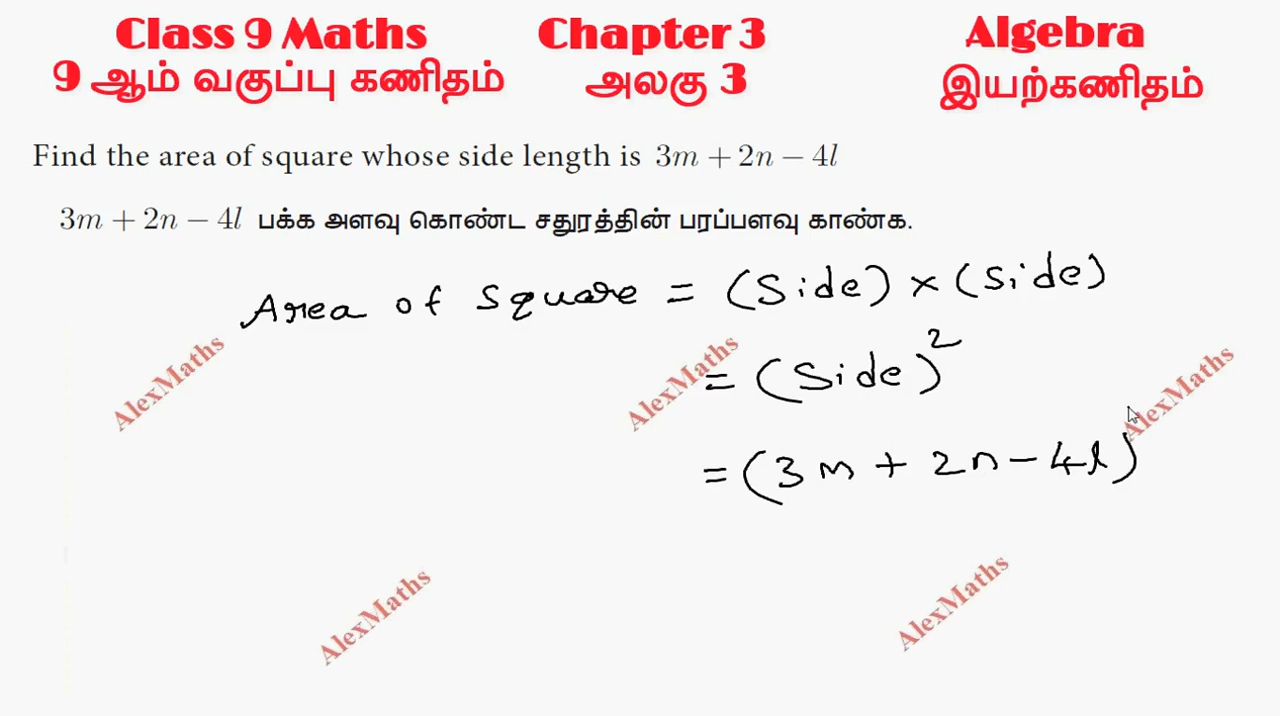 Class 9 Maths Chapter 3 Algebra
9 ஆம் வகுப்பு கணிதம் அலகு 3 இயற்கணிதம்
Find the area of square whose side length is 3m + 2n − 4l
3m + 2n − 4l பக்க அளவு கொண்ட சதுரத்தின் பரப்பளவு காண்க.
Area of square = (Side) × (Side)
= (Side)²
= (3m + 2n − 4l)
AlexMaths AlexMaths AlexMaths
AlexMaths AlexMaths